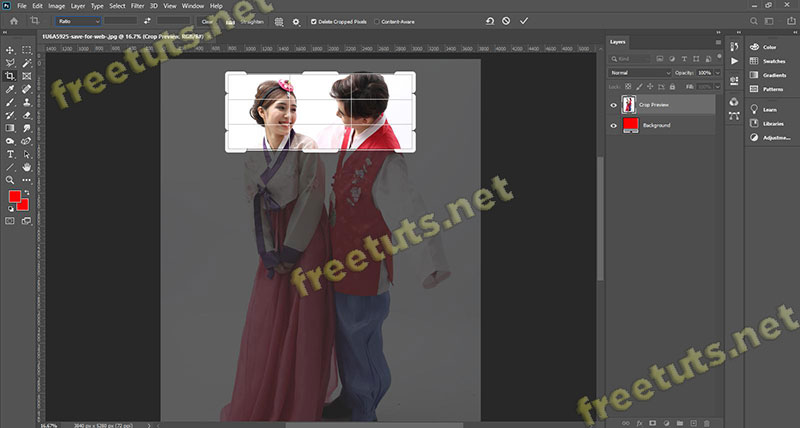 Ps File Edit Image Layer Type Select Filter 3D View Window Help
Ratio Clear Straighten Delete Cropped Pixels Content-Aware
1U6A5925-save-for-web-.jpg @ 16.7% (Crop Preview, RGB/8#)
Layers
Kind
Normal Opacity: 100%
Lock: Fill:
Crop Preview
Background
Color
Swatches
Gradients
Patterns
Learn
Libraries
Adjustme...
freetuts.net
freetuts.net
freetuts.net
16.67% 3840 px x 5280 px (72 ppi)